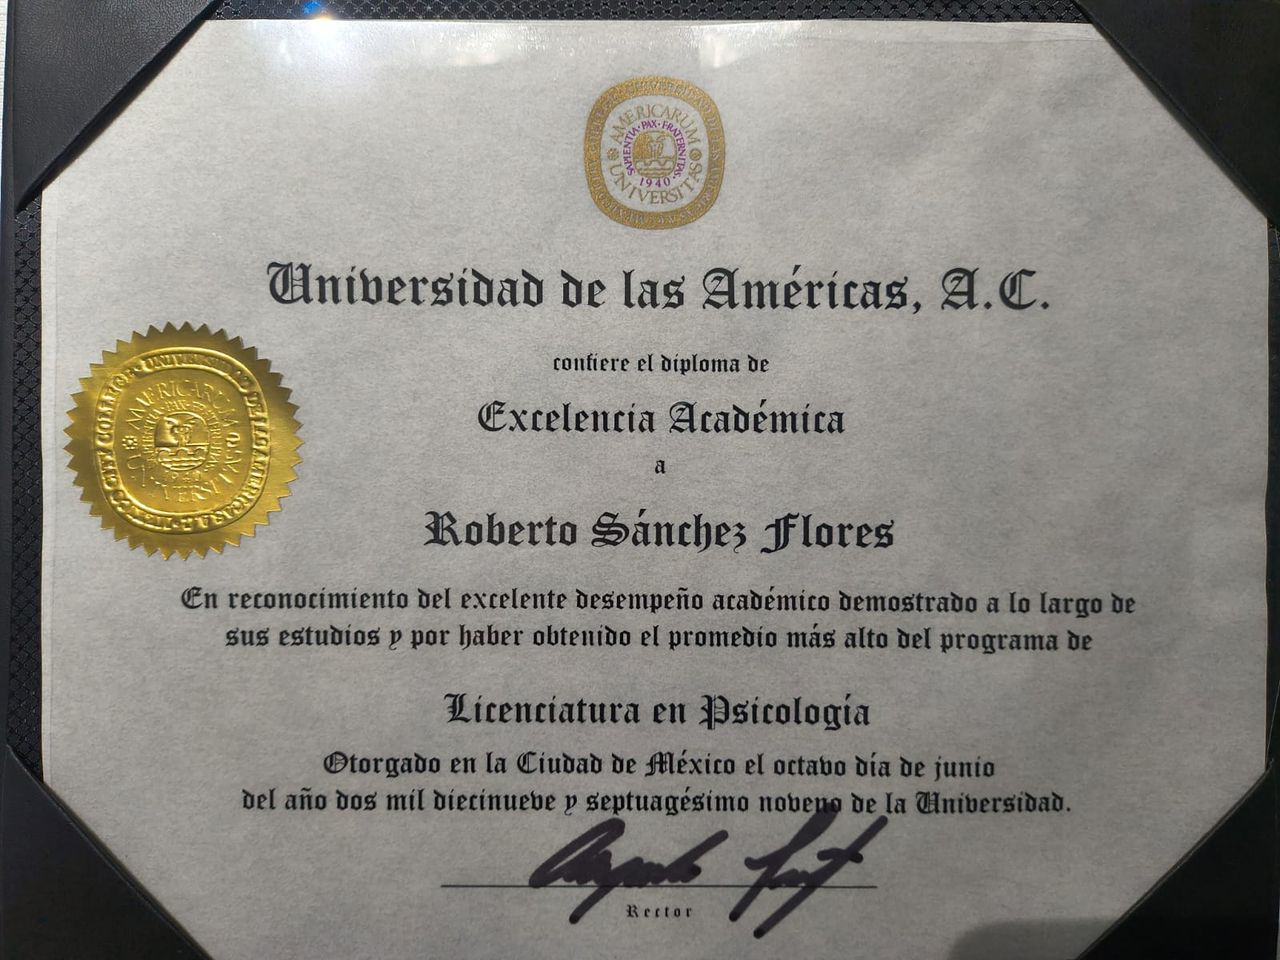 AMERICARUM
SAPIENTIA·PAX·FRATERNITAS
1940
UNIVERSITAS
Universidad de las Américas, A.C.
confiere el diploma de
Excelencia Académica
a
Roberto Sánchez Flores
En reconocimiento del excelente desempeño académico demostrado a lo largo de
sus estudios y por haber obtenido el promedio más alto del programa de
Licenciatura en Psicología
Otorgado en la Ciudad de México el octavo día de junio
del año dos mil diecinueve y septuagésimo noveno de la Universidad.
Rector